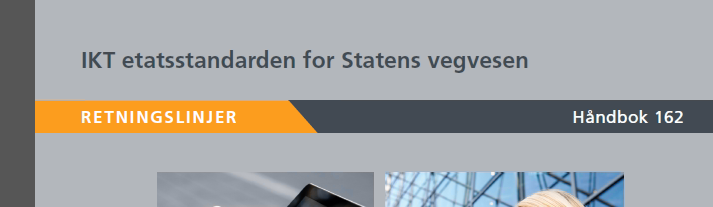 IKT etatsstandarden for Statens vegvesen
RETNINGSLINJER
Håndbok 162